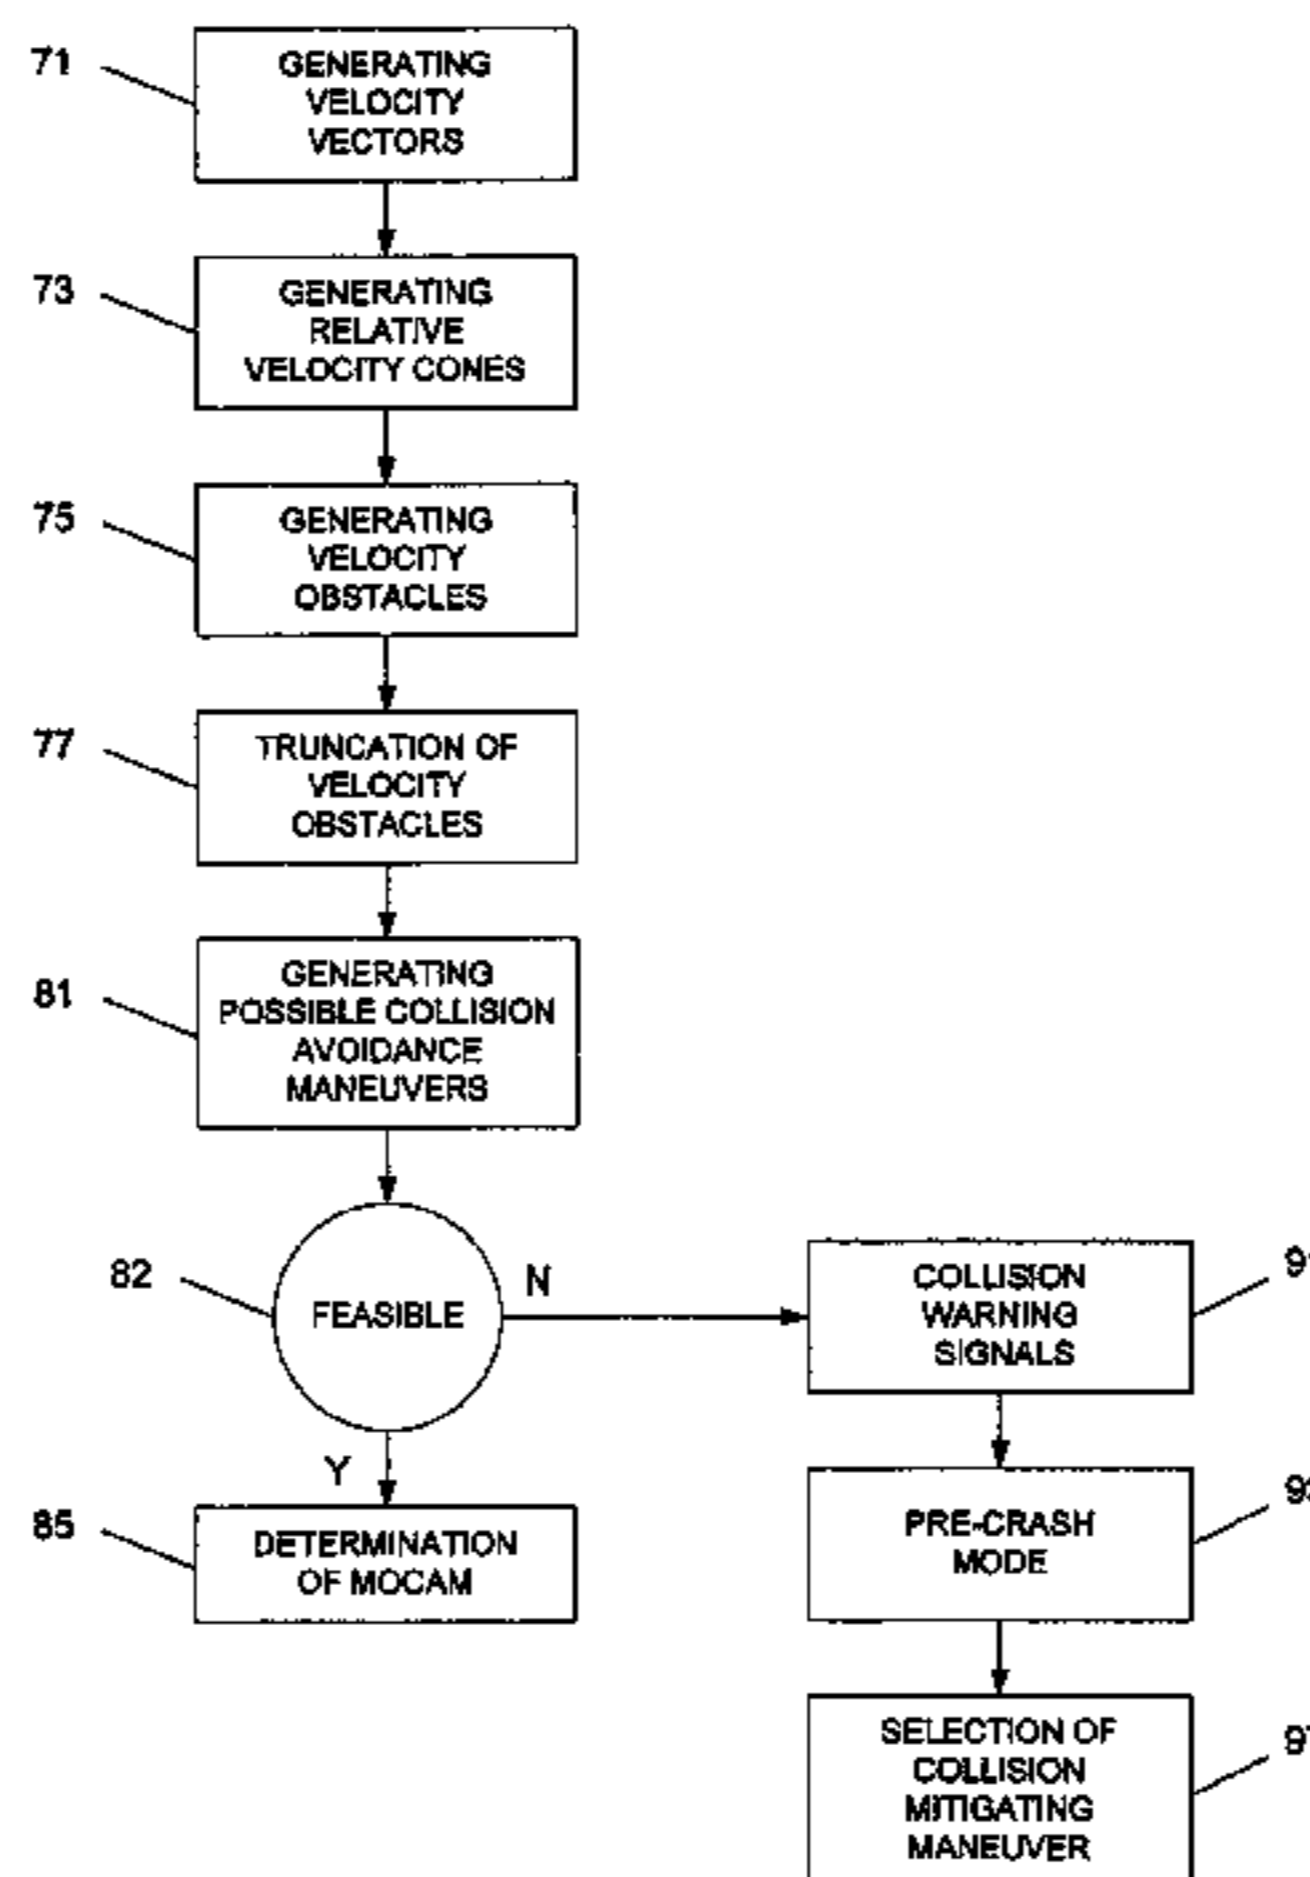 71
GENERATING
VELOCITY
VECTORS
73
GENERATING
RELATIVE
VELOCITY CONES
75
GENERATING
VELOCITY
OBSTACLES
77
TRUNCATION OF
VELOCITY
OBSTACLES
81
GENERATING
POSSIBLE COLLISION
AVOIDANCE
MANEUVERS
82
FEASIBLE
N
COLLISION
WARNING
SIGNALS
Y
85
DETERMINATION
OF MOCAM
PRE-CRASH
MODE
SELECTION OF
COLLISION
MITIGATING
MANEUVER